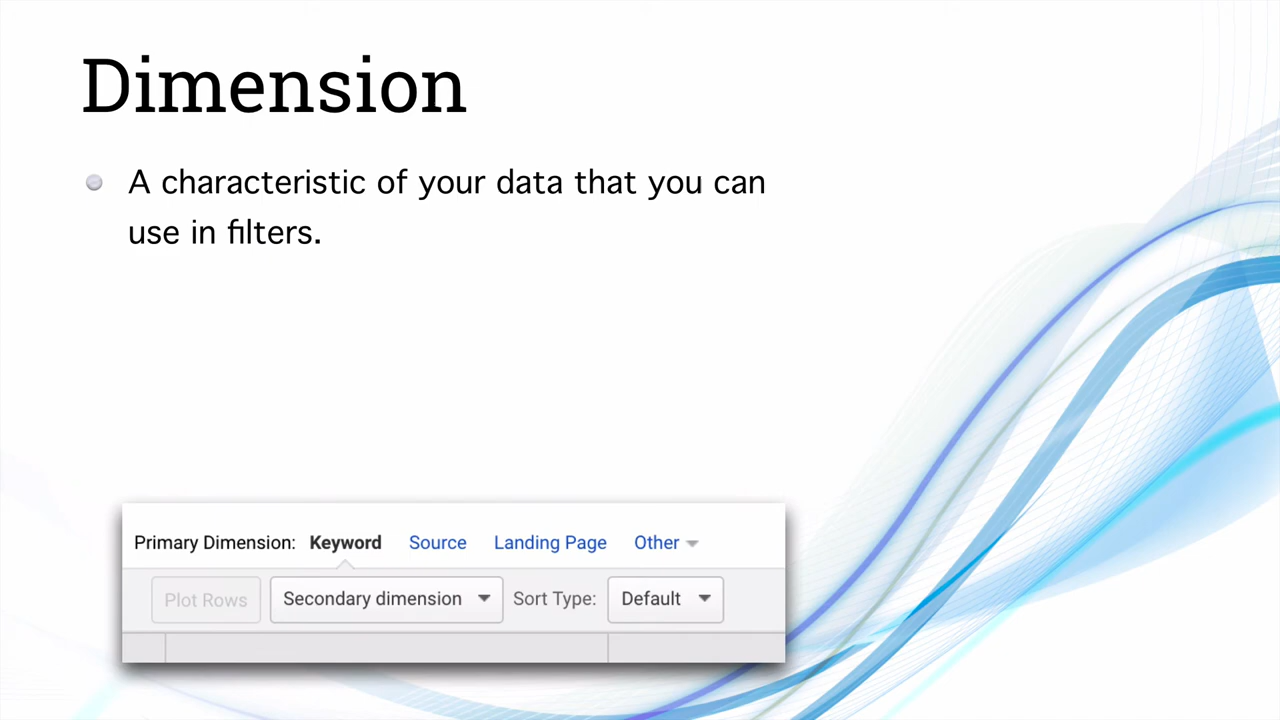 Dimension
A characteristic of your data that you can
use in filters.
Primary Dimension: Keyword Source Landing Page Other
Plot Rows Secondary dimension Sort Type: Default